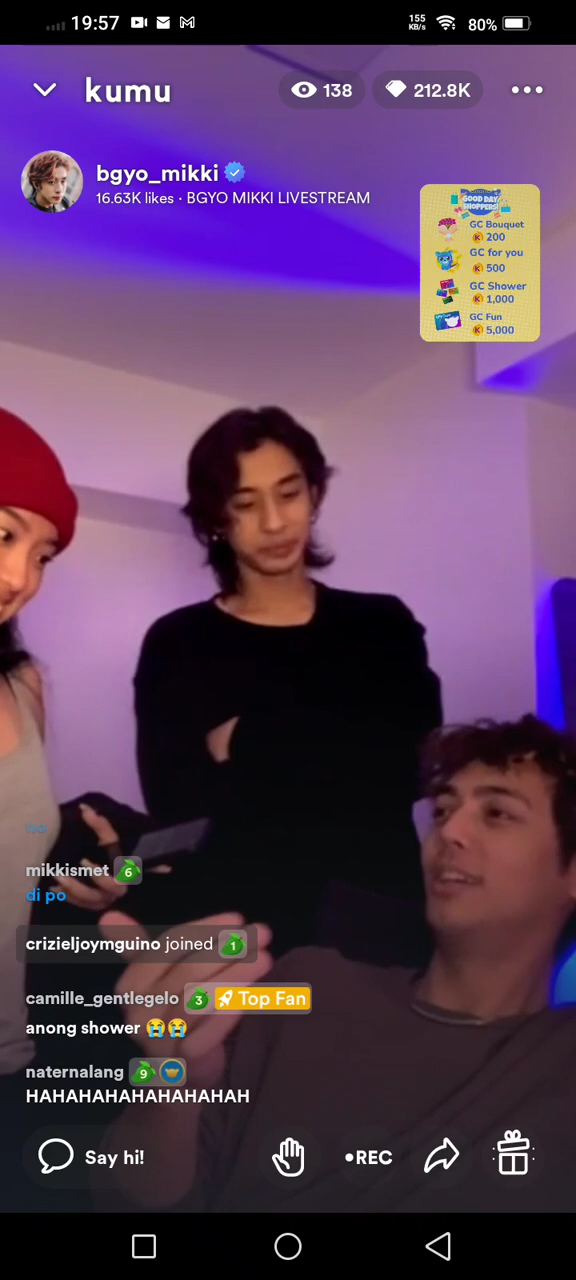 19:57
155
KB/s
80%
kumu
138
212.8K
bgyo_mikki
16.63K likes · BGYO MIKKI LIVESTREAM
GOOD DAY
SHOPPERS!
GC Bouquet
K 200
GC for you
K 500
GC Shower
K 1,000
GC Fun
K 5,000
no
mikkismet 6
di po
crizieljoymguino joined 1
camille_gentlegelo 3 Top Fan
anong shower 😭😭
naternalang 9
HAHAHAHAHAHAHAHAH
Say hi!
•REC